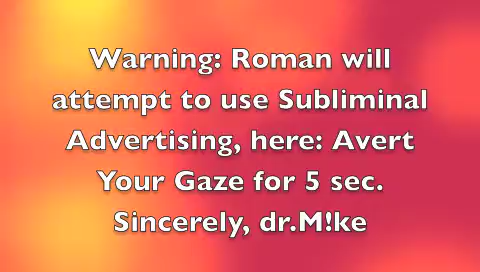 Warning: Roman will
attempt to use Subliminal
Advertising, here: Avert
Your Gaze for 5 sec.
Sincerely, dr.M!ke